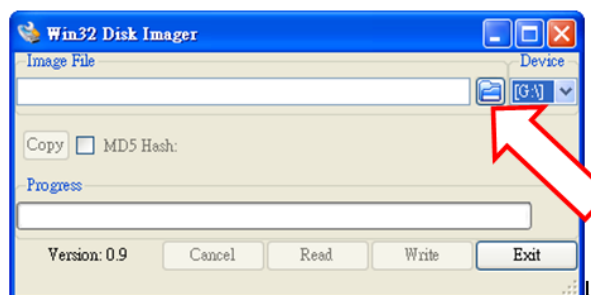 Win32 Disk Imager
Image File Device
[G:\]
Copy MD5 Hash:
Progress
Version: 0.9 Cancel Read Write Exit